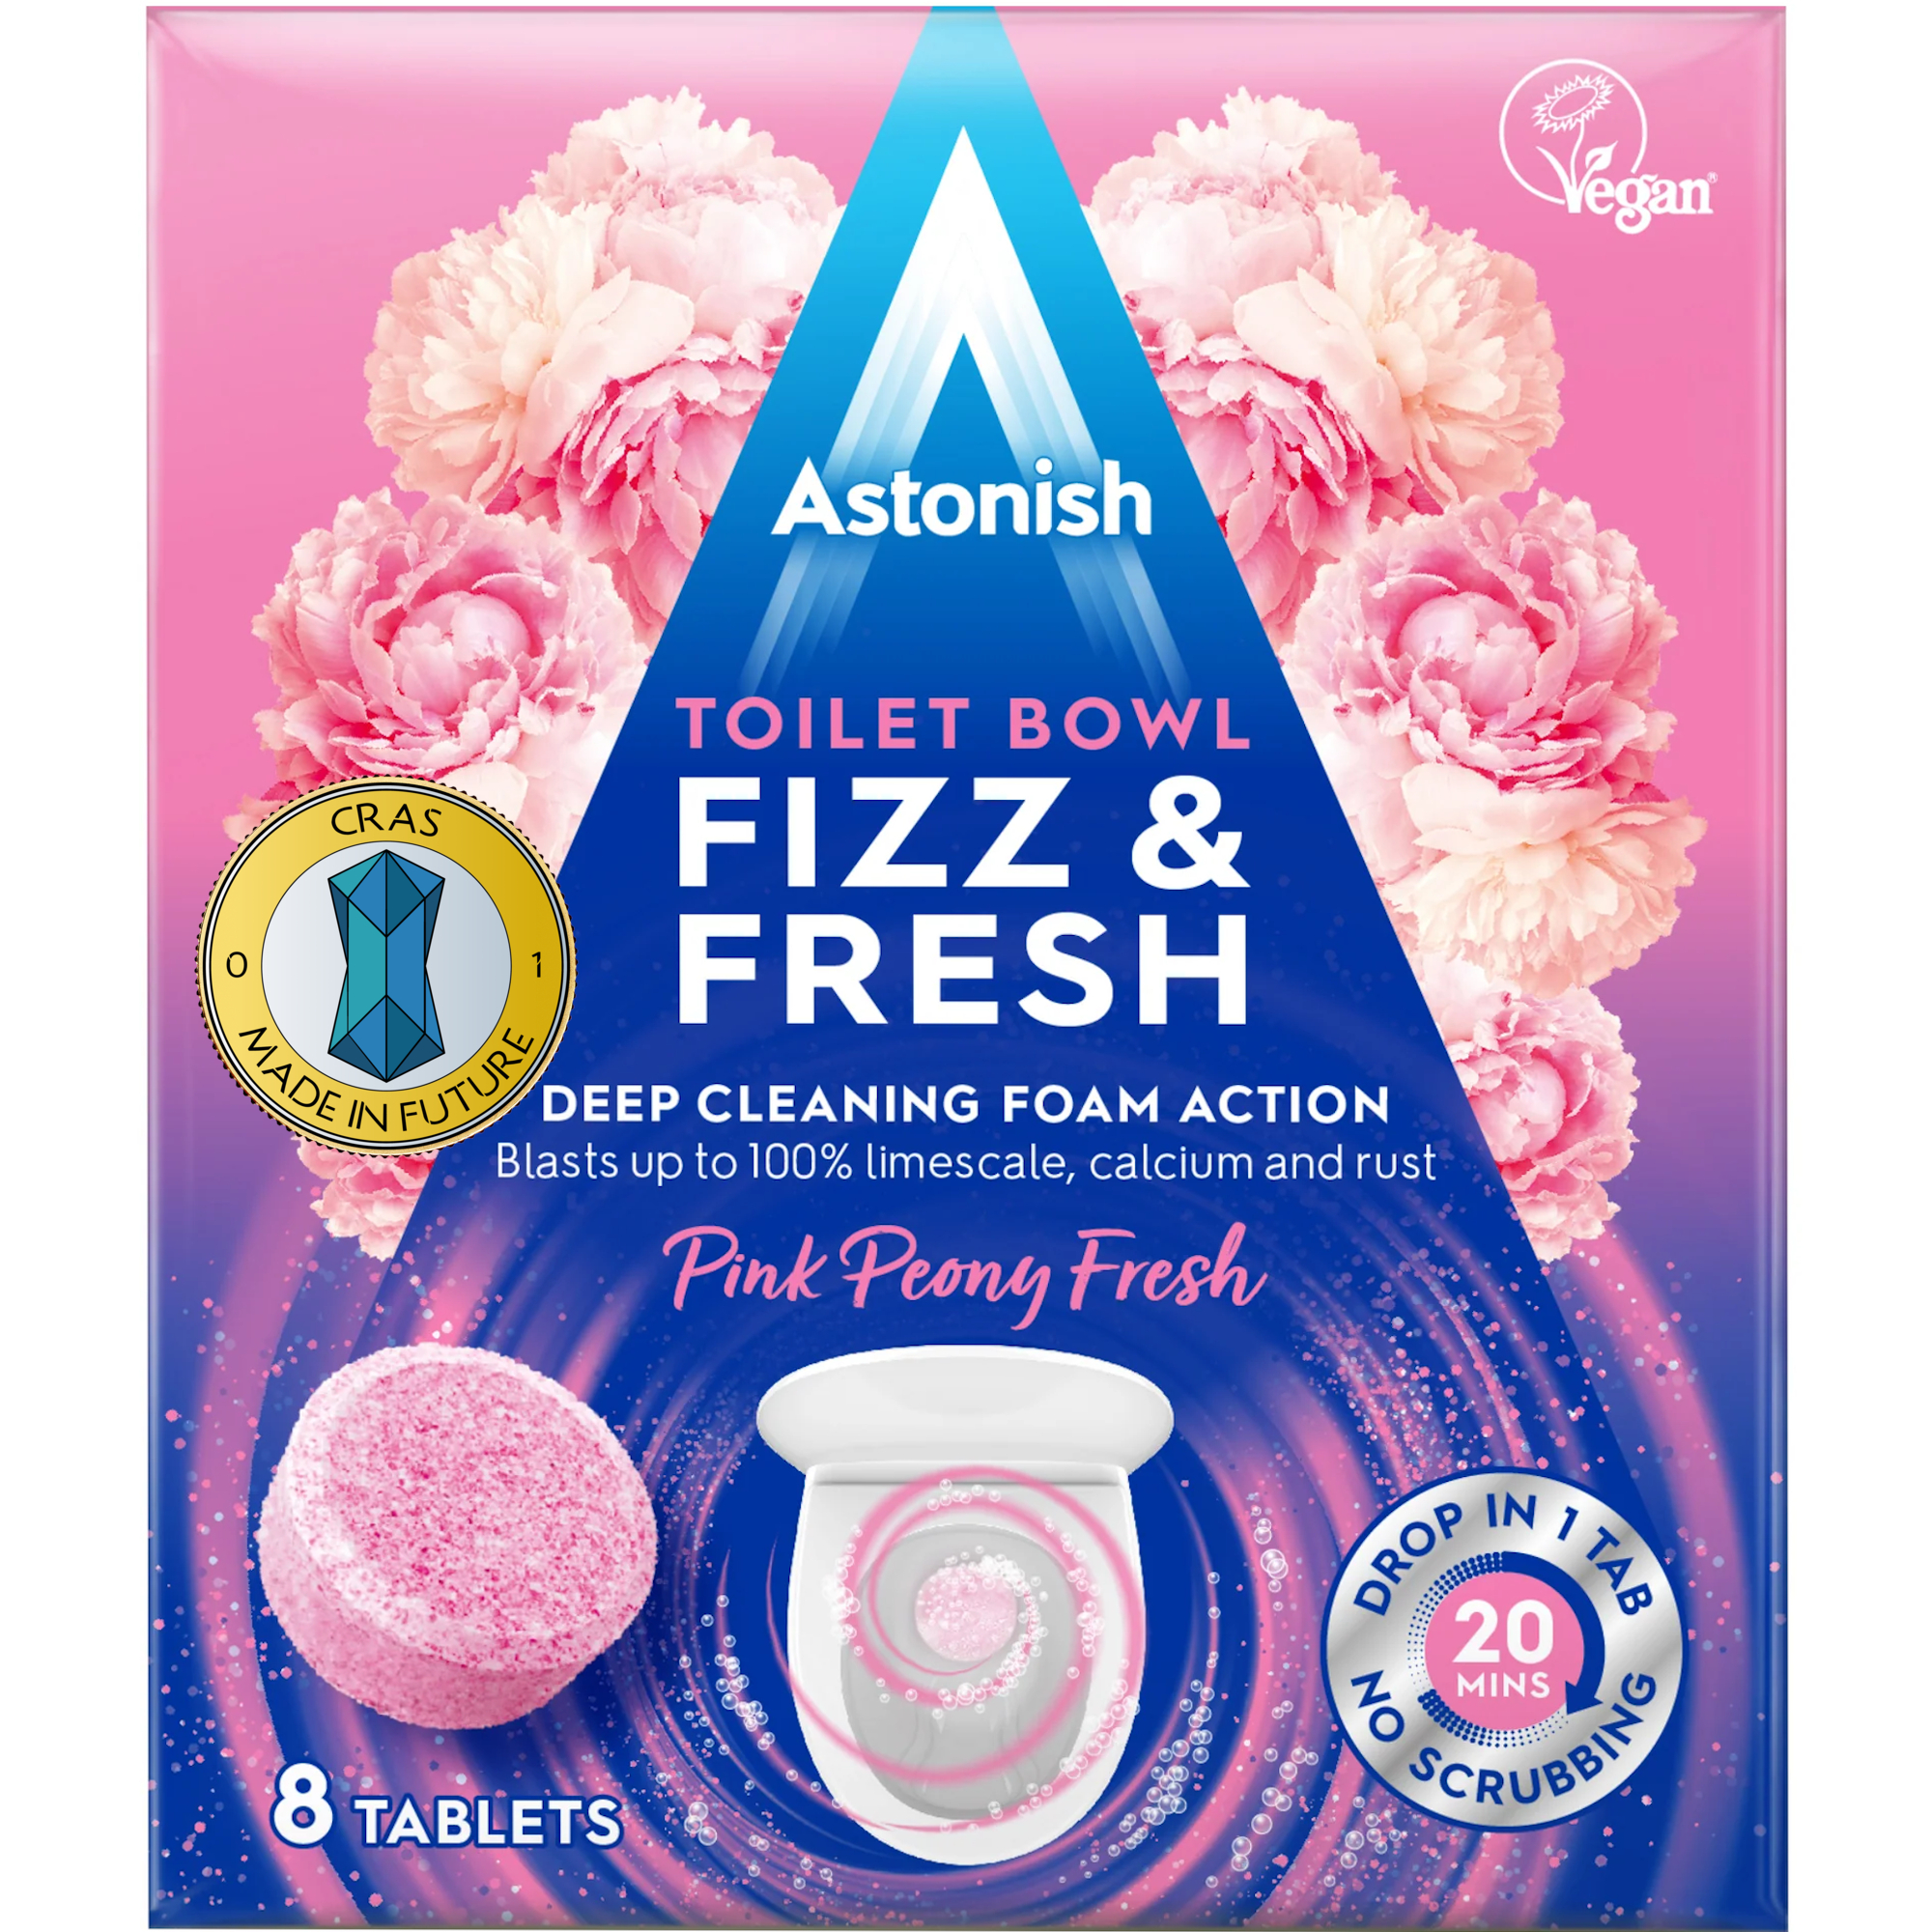 Vegan®
Astonish
TOILET BOWL
FIZZ &
FRESH
CRAS
0 1
MADE IN FUTURE
DEEP CLEANING FOAM ACTION
Blasts up to 100% limescale, calcium and rust
Pink Peony Fresh
DROP IN 1 TAB
20
MINS
NO SCRUBBING
8 TABLETS